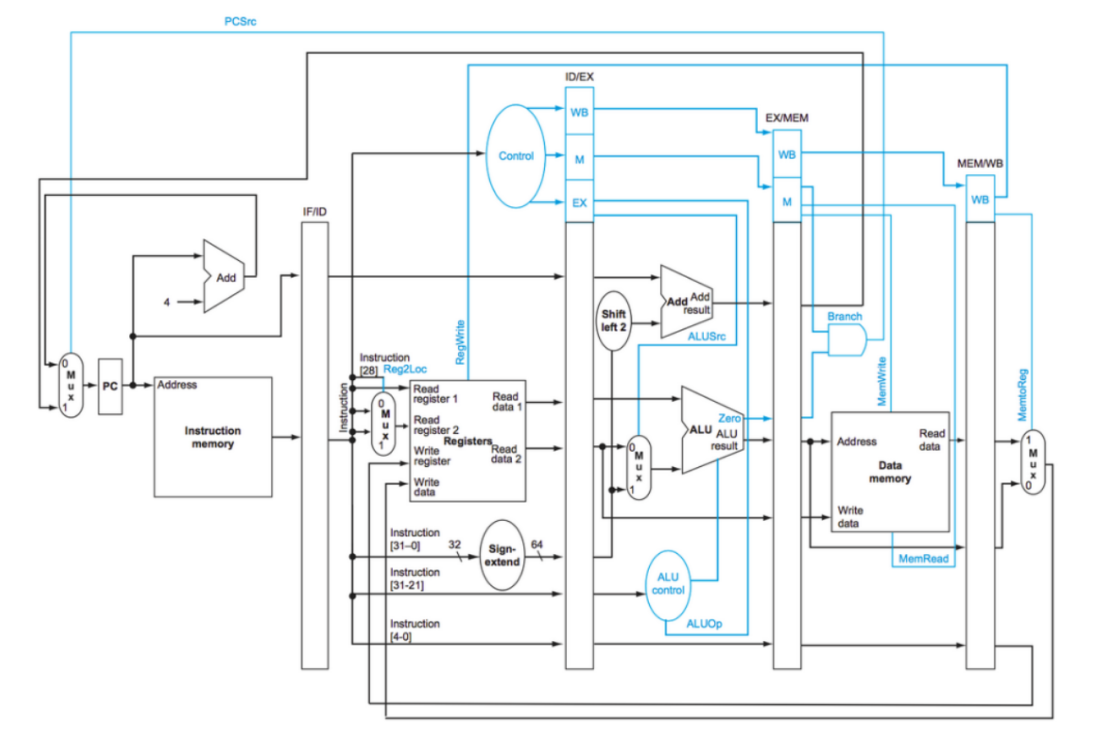 PCSrc
ID/EX
WB
EX/MEM
Control
M
WB
MEM/WB
EX
M
WB
IF/ID
Add
4
Add Add
result
Shift
left 2
Branch
ALUSrc
RegWrite
MemWrite
MemtoReg
Instruction
[28] Reg2Loc
0
M
u
x
1
PC
Address
Instruction
memory
Instruction
0
M
u
x
1
Read
register 1
Read
register 2
Write
register
Write
data
Registers
Read
data 1
Read
data 2
0
M
u
x
1
Zero
ALU ALU
result
Address
Read
data
Data
memory
Write
data
1
M
u
x
0
Instruction
[31–0]
32
Sign-
extend
64
MemRead
Instruction
[31-21]
ALU
control
ALUOp
Instruction
[4-0]